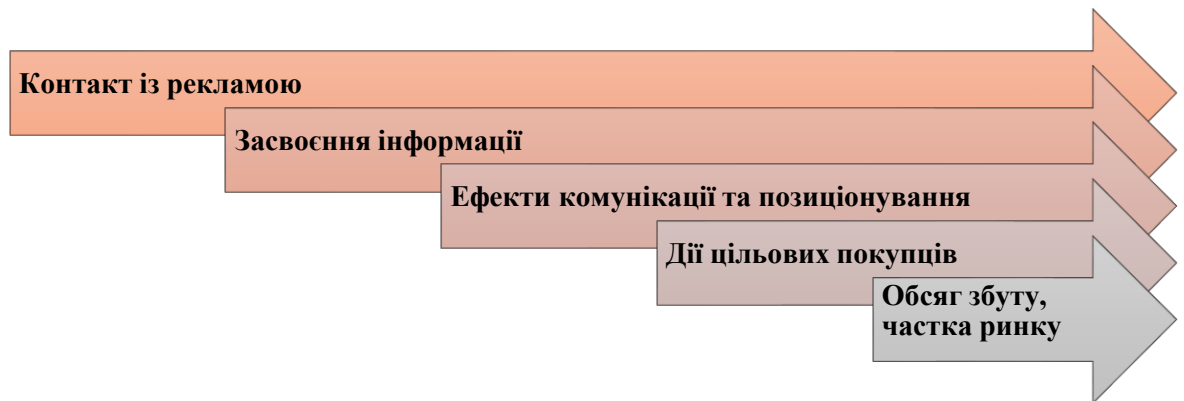 Контакт із рекламою
Засвоєння інформації
Ефекти комунікації та позиціонування
Дії цільових покупців
Обсяг збуту,
частка ринку